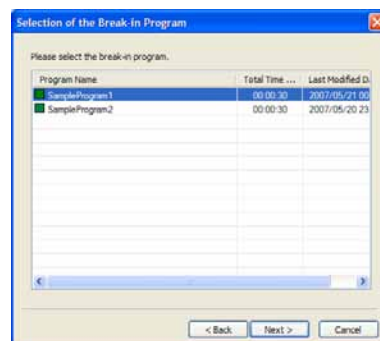 Selection of the Break-in Program
Please select the break-in program.
Program Name Total Time ... Last Modified D
SampleProgram1 00:00:30 2007/05/21 00
SampleProgram2 00:00:30 2007/05/20 23
< Back Next > Cancel